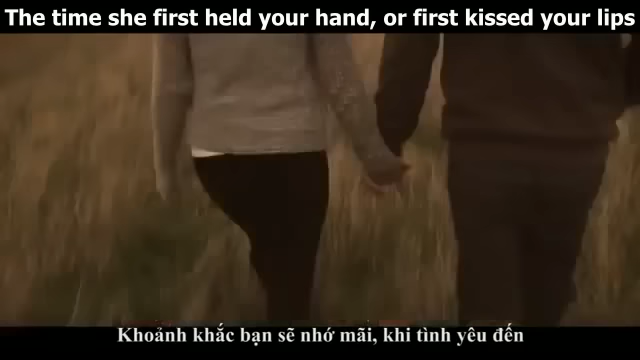 The time she first held your hand, or first kissed your lips
Khoảnh khắc bạn sẽ nhớ mãi, khi tình yêu đến